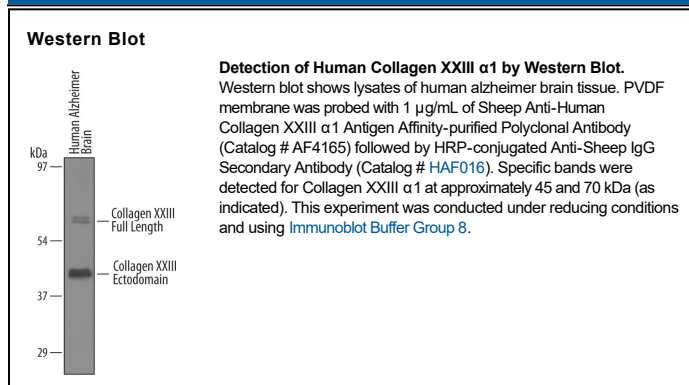 Western Blot
Human Alzheimer
Brain
kDa
97
54
37
29
Collagen XXIII
Full Length
Collagen XXIII
Ectodomain
Detection of Human Collagen XXIII α1 by Western Blot.
Western blot shows lysates of human alzheimer brain tissue. PVDF
membrane was probed with 1 µg/mL of Sheep Anti-Human
Collagen XXIII α1 Antigen Affinity-purified Polyclonal Antibody
(Catalog # AF4165) followed by HRP-conjugated Anti-Sheep IgG
Secondary Antibody (Catalog # HAF016). Specific bands were
detected for Collagen XXIII α1 at approximately 45 and 70 kDa (as
indicated). This experiment was conducted under reducing conditions
and using Immunoblot Buffer Group 8.